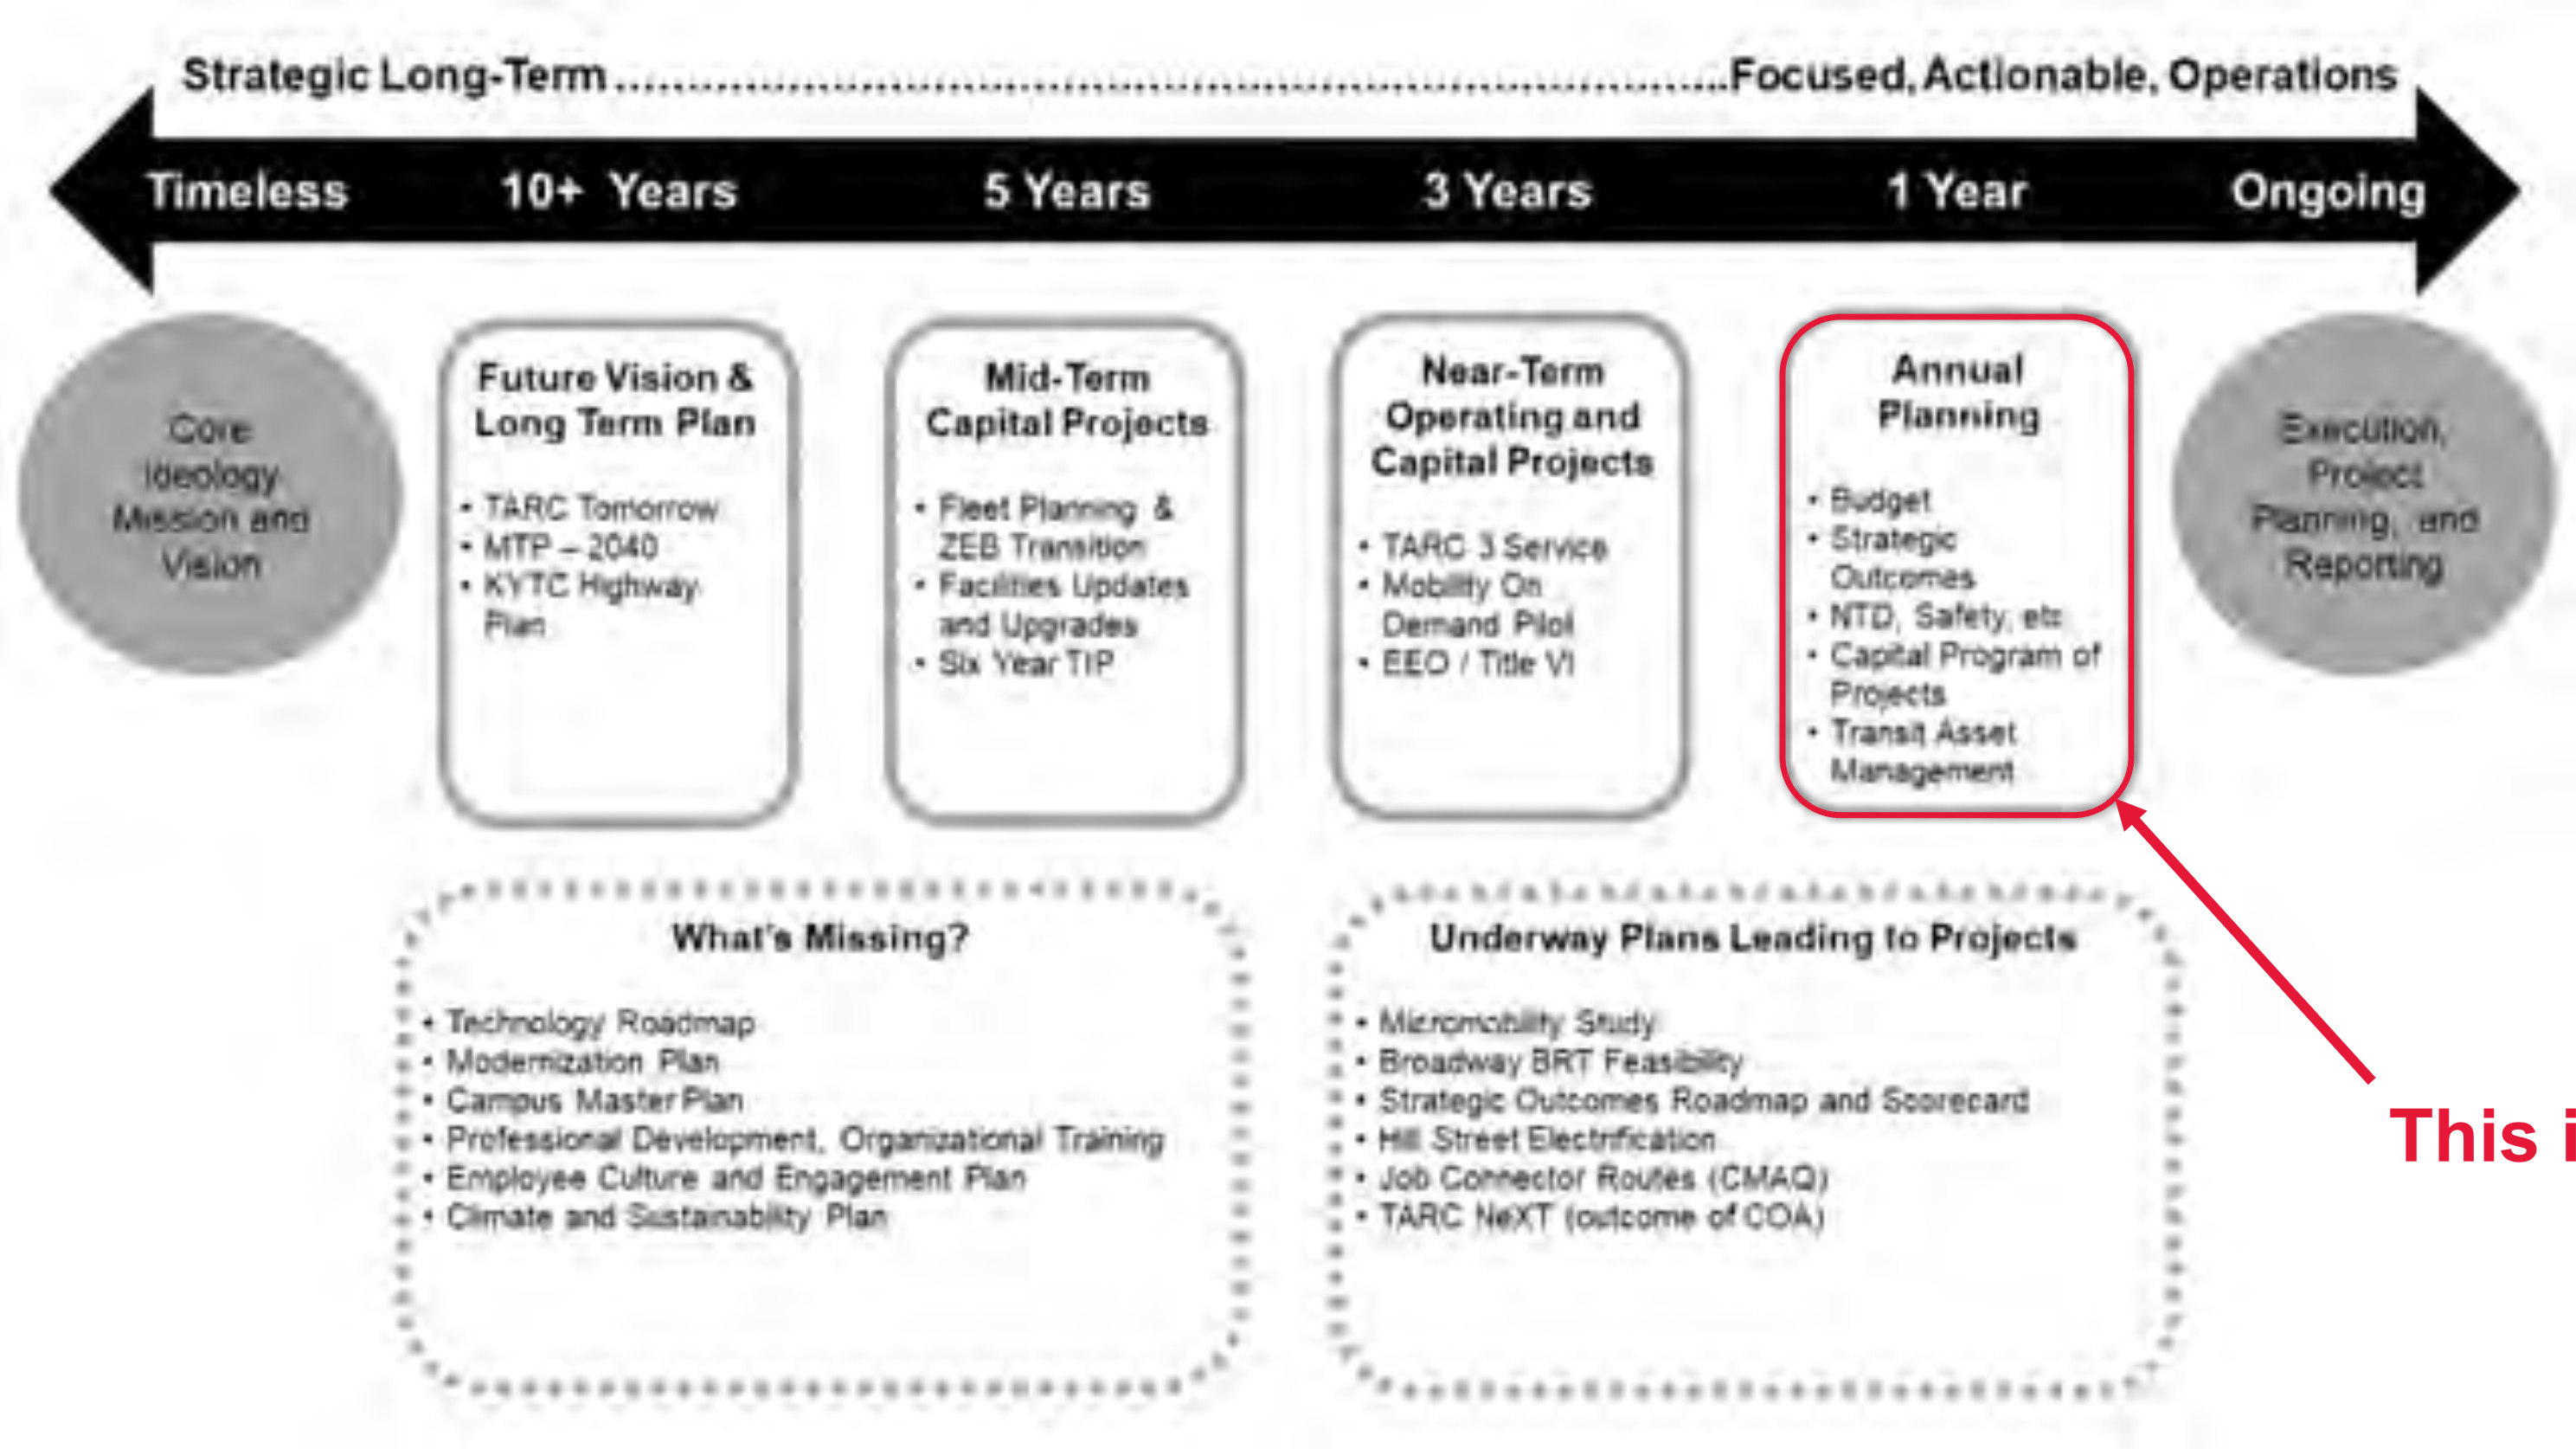 Strategic Long-Term........................................Focused, Actionable, Operations
Timeless 10+ Years 5 Years 3 Years 1 Year Ongoing
Core
Ideology
Mission and
Vision
Future Vision &
Long Term Plan
• TARC Tomorrow
• MTP – 2040
• KYTC Highway
Plan
Mid-Term
Capital Projects
• Fleet Planning &
ZEB Transition
• Facilities Updates
and Upgrades
• Six Year TIP
Near-Term
Operating and
Capital Projects
• TARC 3 Service
• Mobility On
Demand Pilot
• EEO / Title VI
Annual
Planning
• Budget
• Strategic
Outcomes
• NTD, Safety, etc
• Capital Program of
Projects
• Transit Asset
Management
Execution,
Project
Planning, and
Reporting
What's Missing?
• Technology Roadmap
• Modernization Plan
• Campus Master Plan
• Professional Development, Organizational Training
• Employee Culture and Engagement Plan
• Climate and Sustainability Plan
Underway Plans Leading to Projects
• Micromobility Study
• Broadway BRT Feasibility
• Strategic Outcomes Roadmap and Scorecard
• Hill Street Electrification
• Job Connector Routes (CMAQ)
• TARC NeXT (outcome of COA)
This i